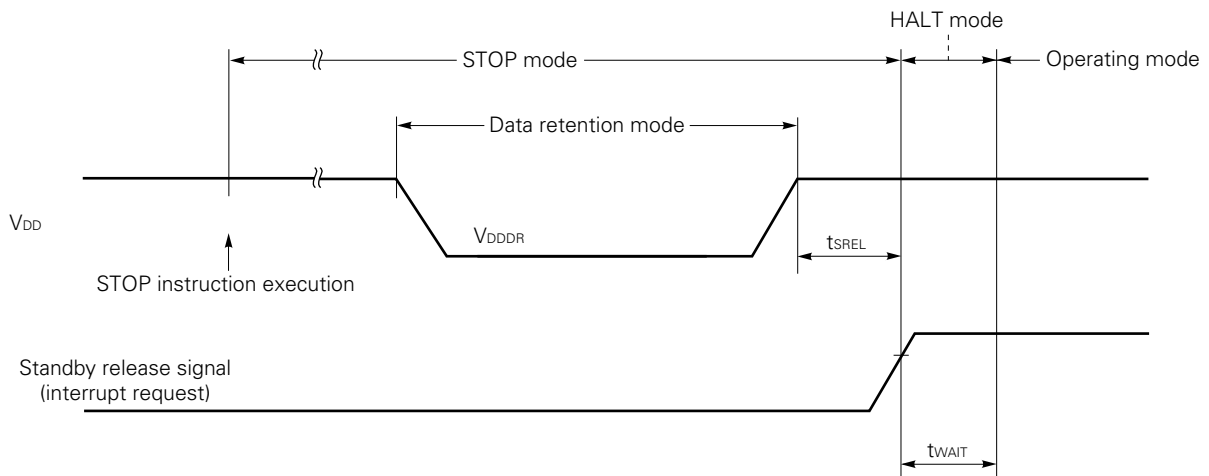 HALT mode
STOP mode
Operating mode
Data retention mode
VDD
VDDDR
tSREL
STOP instruction execution
Standby release signal
(interrupt request)
tWAIT